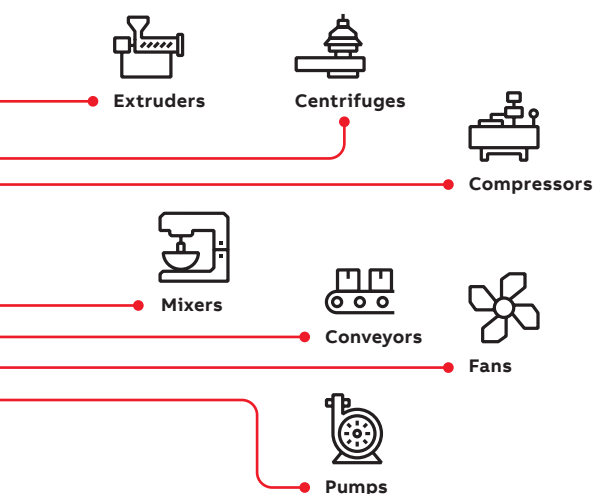 Extruders
Centrifuges
Compressors
Mixers
Conveyors
Fans
Pumps